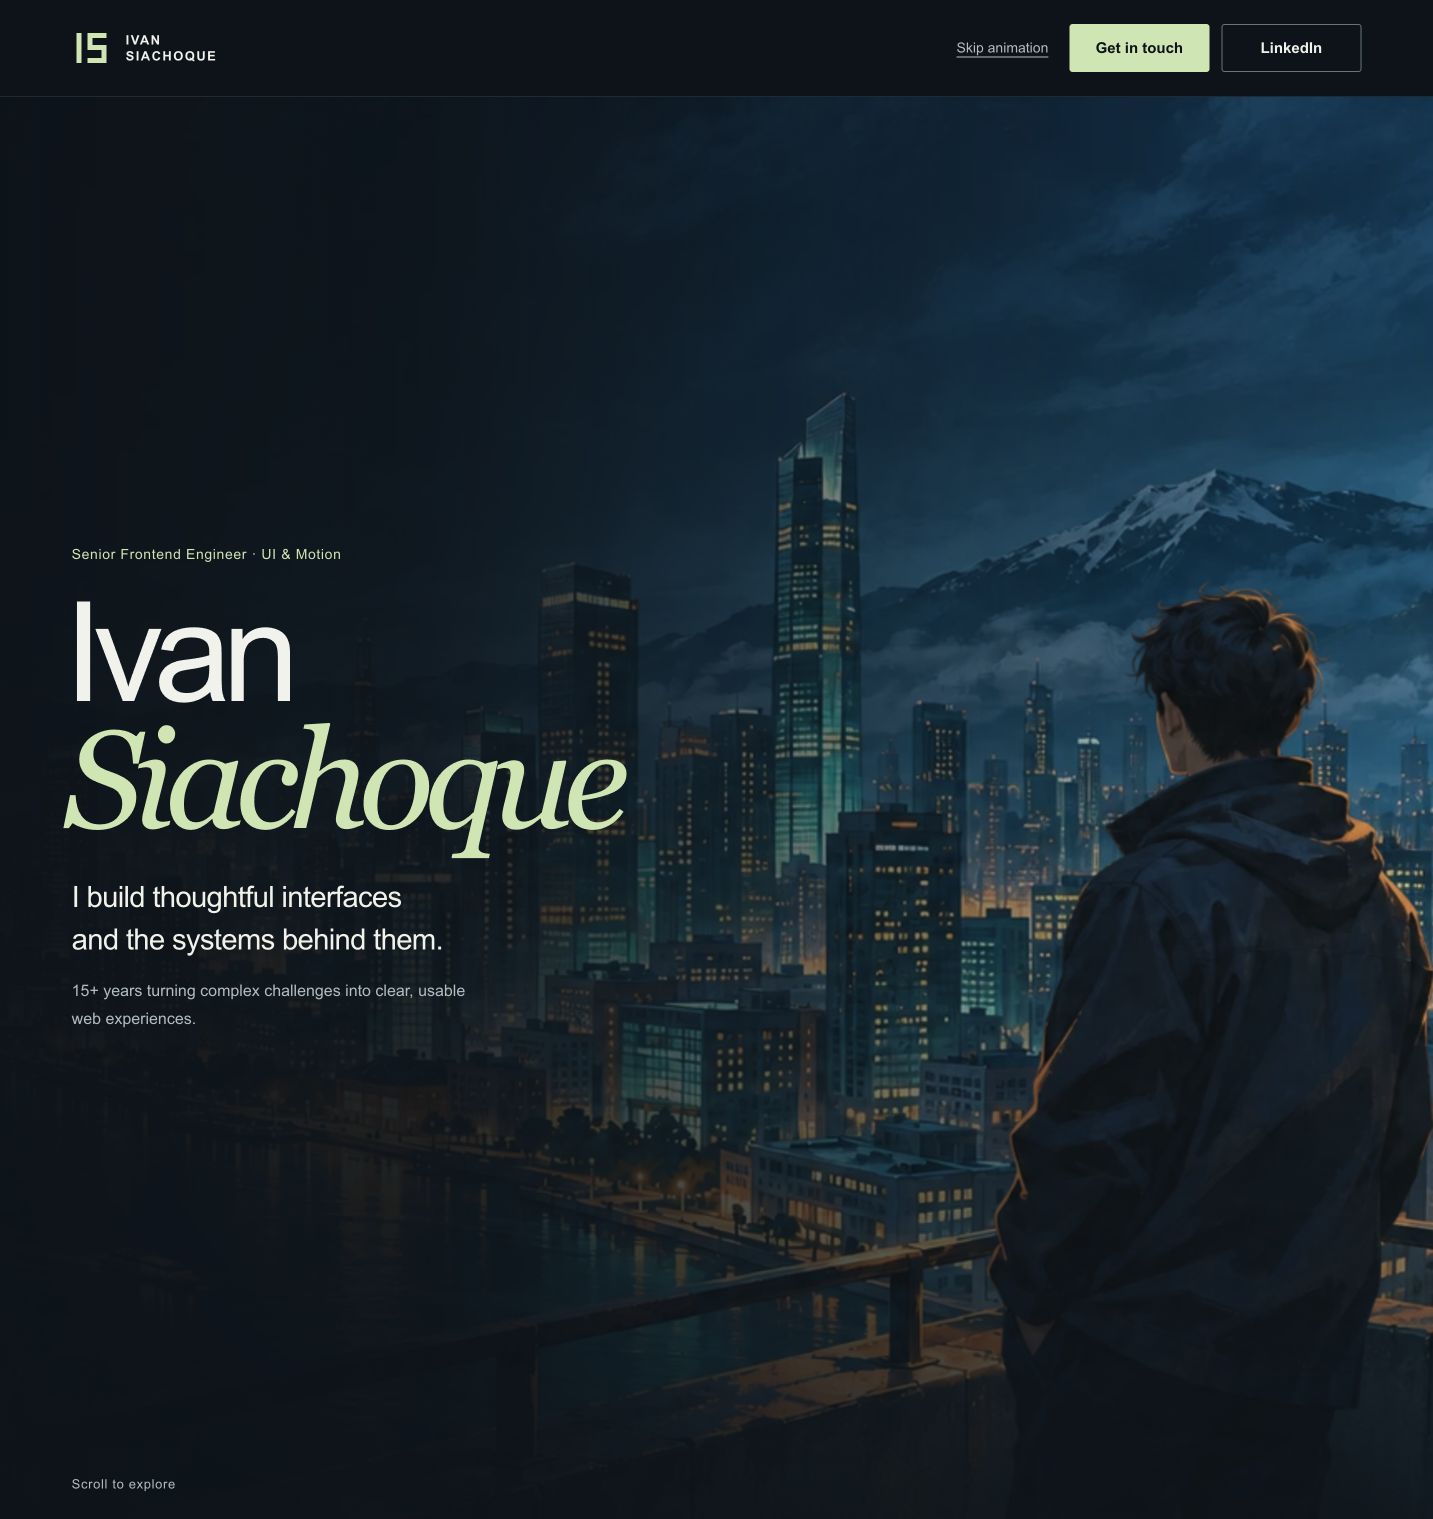 IS
IVAN
SIACHOQUE
Skip animation
Get in touch
LinkedIn
Senior Frontend Engineer · UI & Motion
Ivan
Siachoque
I build thoughtful interfaces
and the systems behind them.
15+ years turning complex challenges into clear, usable
web experiences.
Scroll to explore